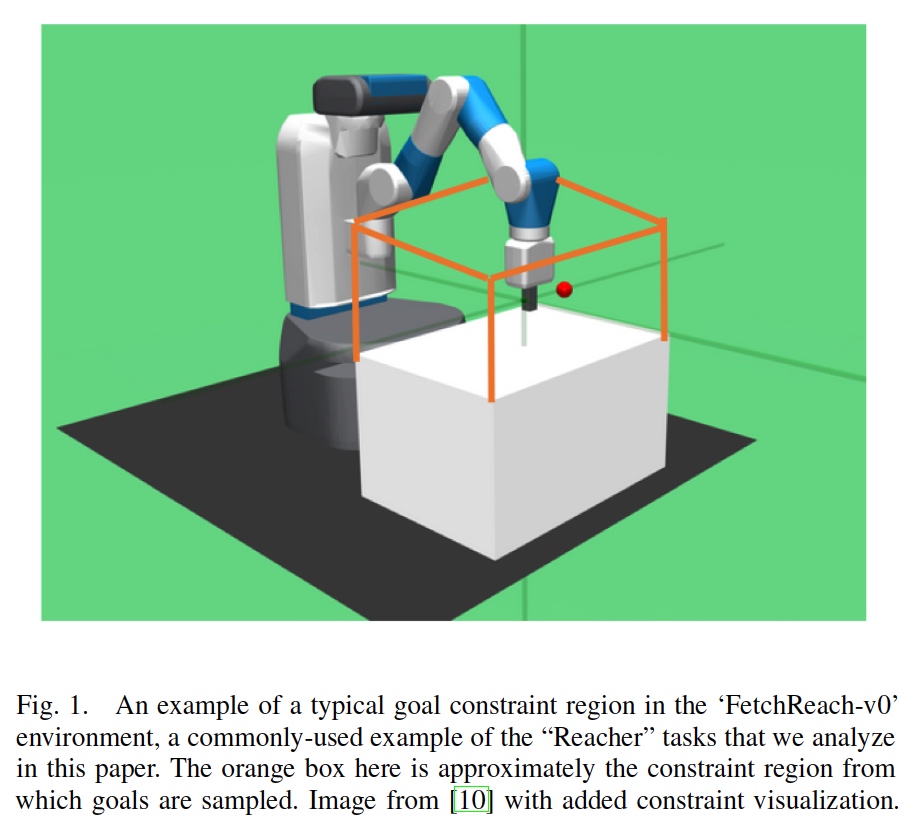 Fig. 1. An example of a typical goal constraint region in the ‘FetchReach-v0’
environment, a commonly-used example of the “Reacher” tasks that we analyze
in this paper. The orange box here is approximately the constraint region from
which goals are sampled. Image from [10] with added constraint visualization.